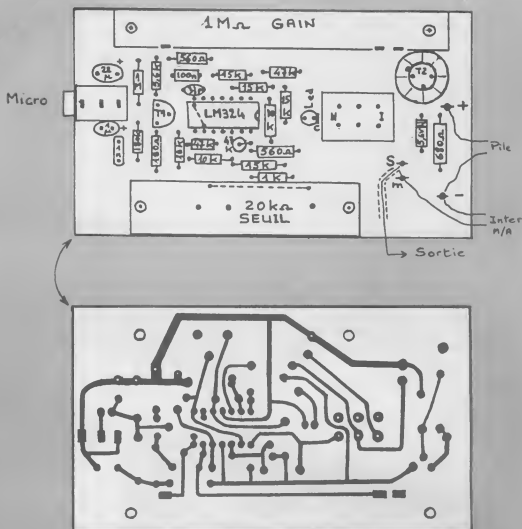 1MΩ GAIN
560Ω
22
µ
+
100n
15K
47K
15K
T2
Micro
LM324
Led
N
I
+
Pile
10K
560Ω
680Ω
S
m
-
15K
1K
20kΩ
SEUIL
Inter
M/A
Sortie